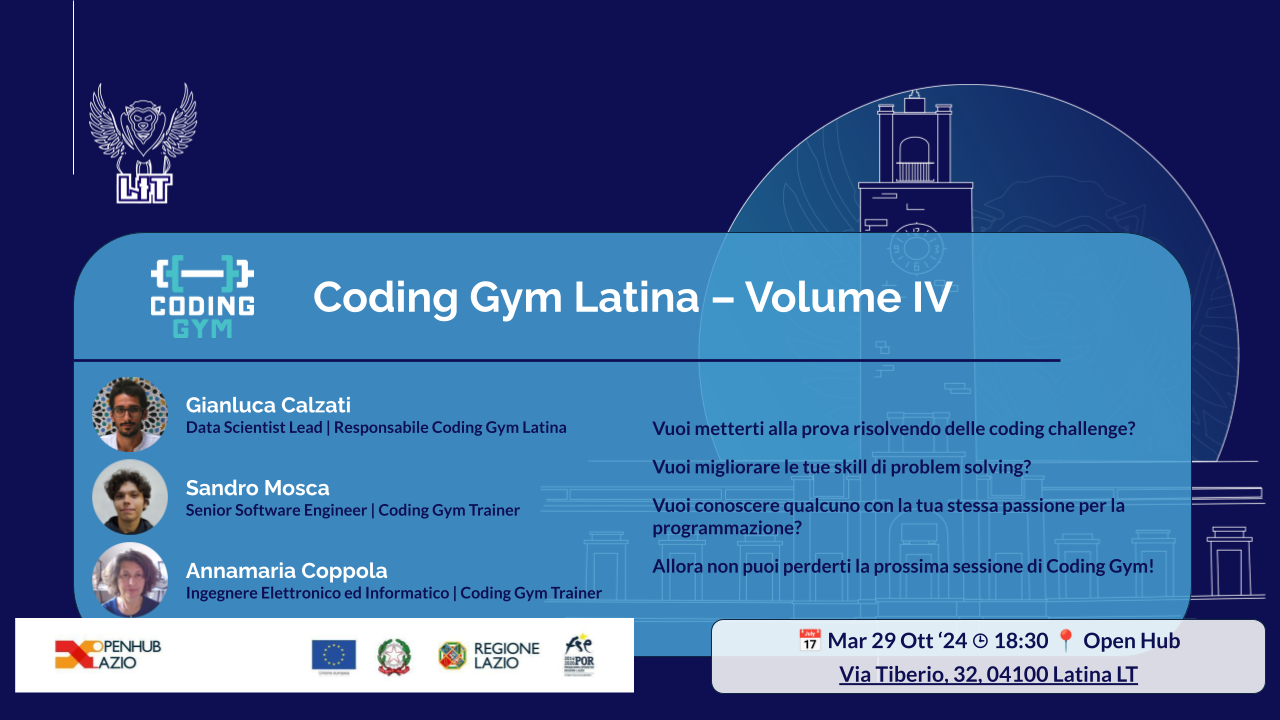 LIT
CODING
GYM
Coding Gym Latina – Volume IV
Gianluca Calzati
Data Scientist Lead | Responsabile Coding Gym Latina
Sandro Mosca
Senior Software Engineer | Coding Gym Trainer
Annamaria Coppola
Ingegnere Elettronico ed Informatico | Coding Gym Trainer
Vuoi metterti alla prova risolvendo delle coding challenge?
Vuoi migliorare le tue skill di problem solving?
Vuoi conoscere qualcuno con la tua stessa passione per la
programmazione?
Allora non puoi perderti la prossima sessione di Coding Gym!
OPENHUB
LAZIO
Unione europea
REGIONE
LAZIO
POR
📅 Mar 29 Ott ‘24 🕒 18:30 📍 Open Hub
Via Tiberio, 32, 04100 Latina LT